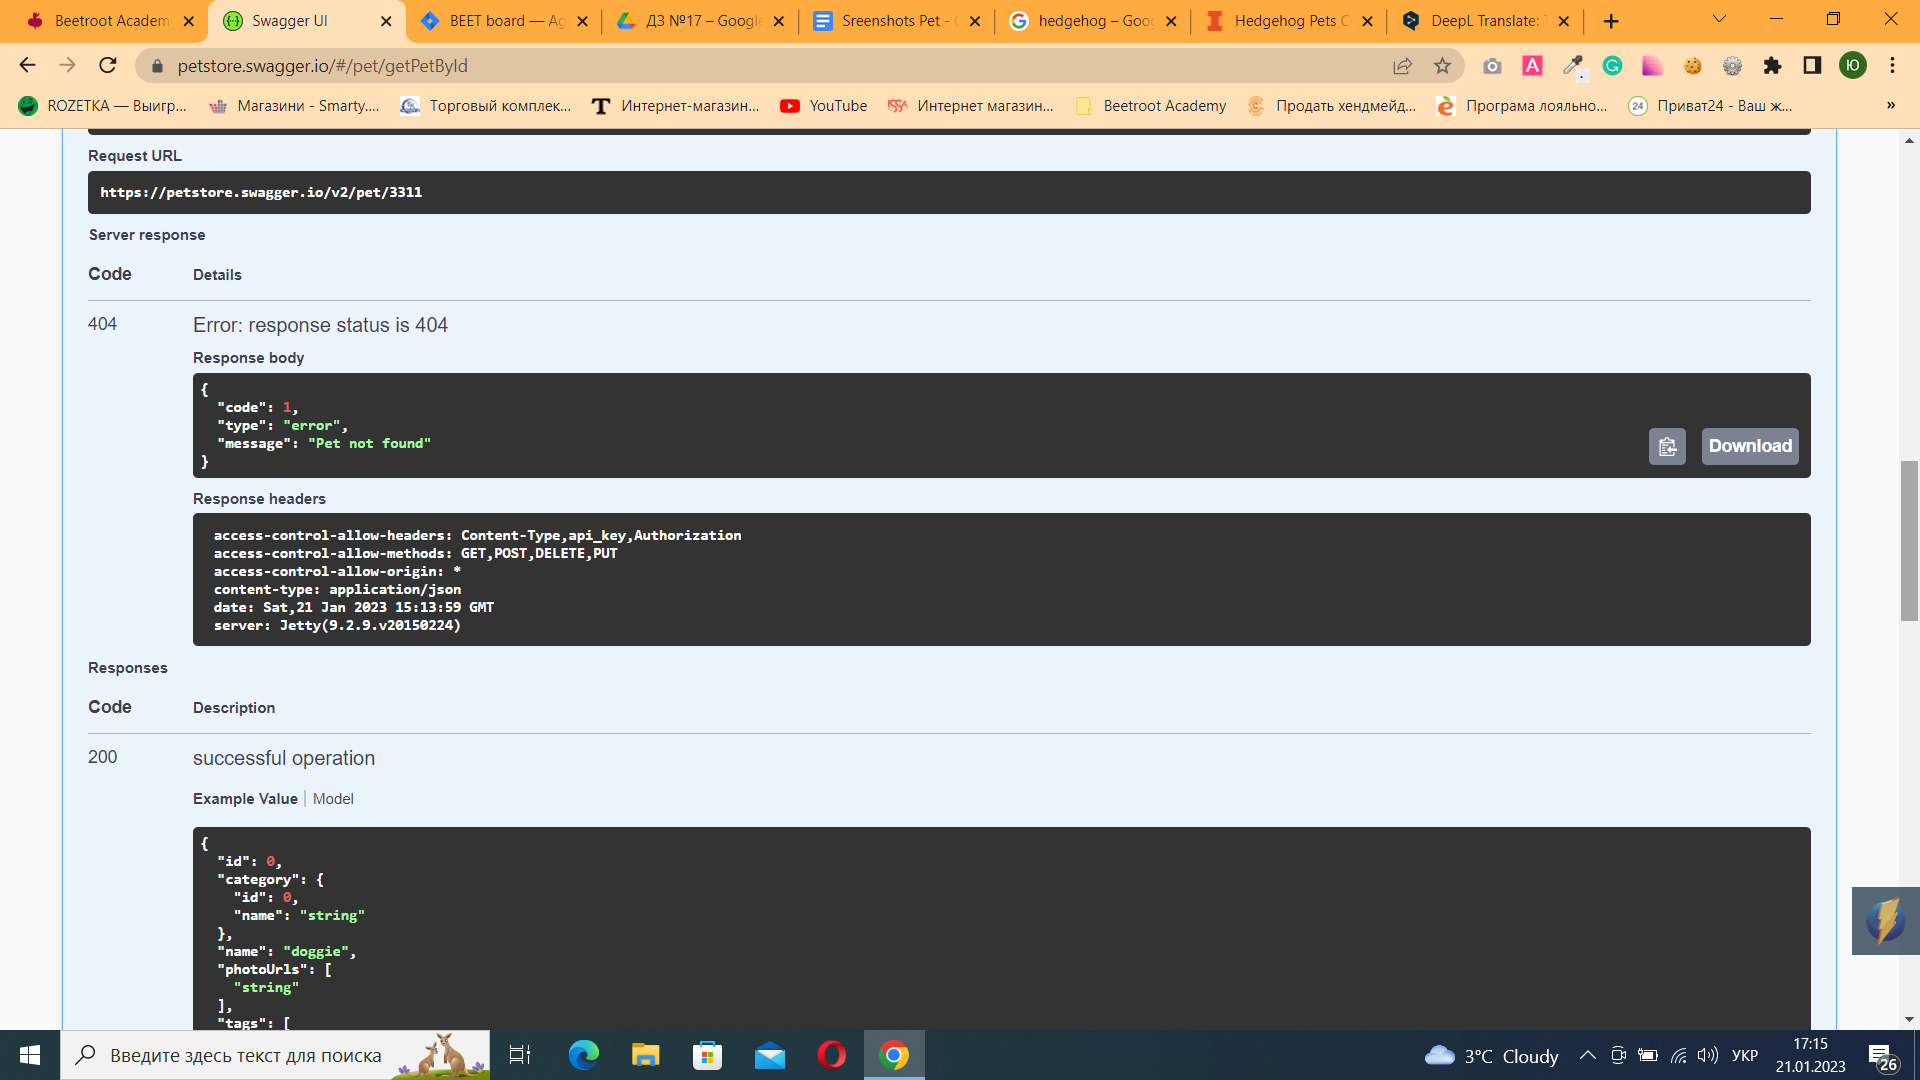 Beetroot Academ
Swagger UI
BEET board — Ag
ДЗ №17 – Google
Sreenshots Pet -
hedgehog – Goo
Hedgehog Pets C
DeepL Translate:
petstore.swagger.io/#/pet/getPetById
Ю
ROZETKA — Выигр...
Магазини - Smarty....
Торговый комплек...
Интернет-магазин...
YouTube
Интернет магазин...
Beetroot Academy
Продать хендмейд...
Програма лояльно...
24
Приват24 - Ваш ж...
»
Request URL
https://petstore.swagger.io/v2/pet/3311
Server response
Code
Details
404
Error: response status is 404
Response body
{
"code": 1,
"type": "error",
"message": "Pet not found"
}
Download
Response headers
access-control-allow-headers: Content-Type,api_key,Authorization
access-control-allow-methods: GET,POST,DELETE,PUT
access-control-allow-origin: *
content-type: application/json
date: Sat,21 Jan 2023 15:13:59 GMT
server: Jetty(9.2.9.v20150224)
Responses
Code
Description
200
successful operation
Example Value
Model
{
"id": 0,
"category": {
"id": 0,
"name": "string"
},
"name": "doggie",
"photoUrls": [
"string"
],
"tags": [
Введите здесь текст для поиска
3°C Cloudy
УКР
17:15
21.01.2023
26